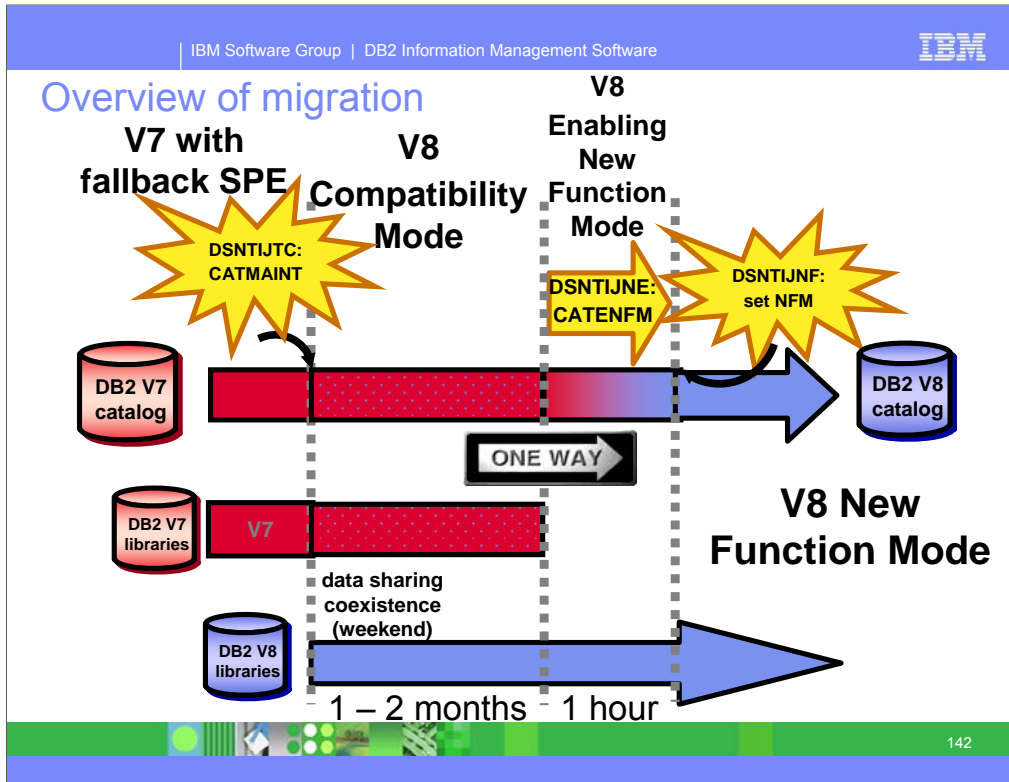 IBM Software Group | DB2 Information Management Software
IBM
Overview of migration
V7 with
fallback SPE
V8
Compatibility
Mode
V8
Enabling
New
Function
Mode
DSNTIJTC:
CATMAINT
DSNTIJNE:
CATENFM
DSNTIJNF:
set NFM
DB2 V7
catalog
DB2 V8
catalog
ONE WAY
DB2 V7
libraries
V7
V8 New
Function Mode
data sharing
coexistence
(weekend)
DB2 V8
libraries
1 – 2 months
1 hour
142